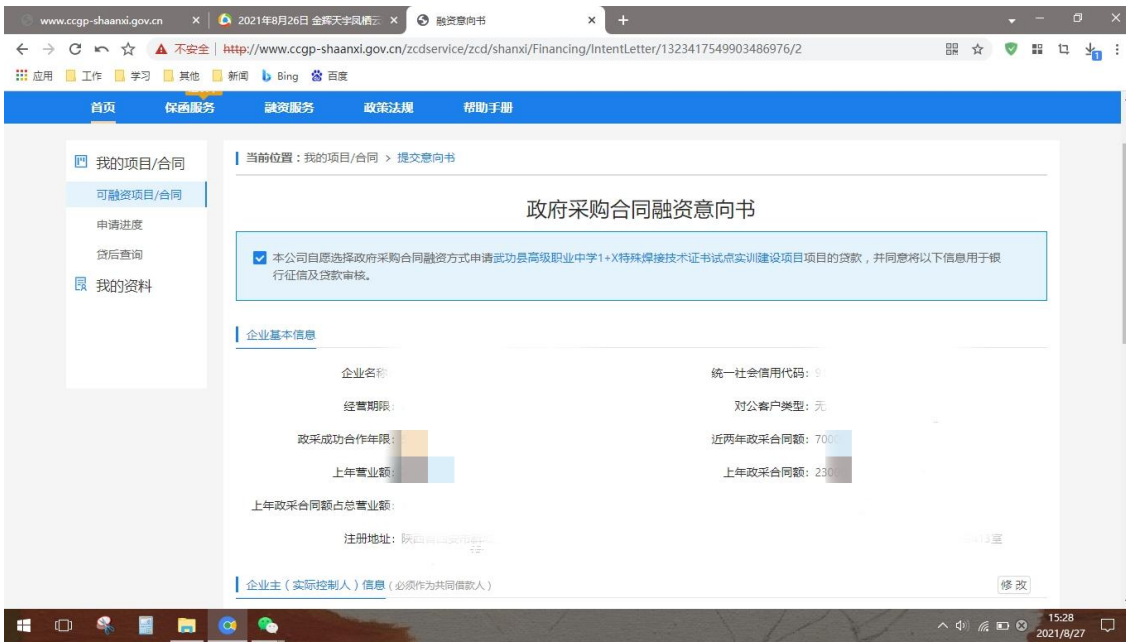 www.ccgp-shaanxi.gov.cn
2021年8月26日 金辉天宇凤栖云
融资意向书
不安全 http://www.ccgp-shaanxi.gov.cn/zcdservice/zcd/shanxi/Financing/IntentLetter/1323417549903486976/2
应用 工作 学习 其他 新闻 Bing 百度
首页 保函服务 融资服务 政策法规 帮助手册
我的项目/合同
可融资项目/合同
申请进度
贷后查询
我的资料
当前位置：我的项目/合同 > 提交意向书
政府采购合同融资意向书
本公司自愿选择政府采购合同融资方式申请武功县高级职业中学1+X特殊焊接技术证书试点实训建设项目项目的贷款，并同意将以下信息用于银
行征信及贷款审核。
企业基本信息
企业名称
统一社会信用代码：9
经营期限：
对公客户类型：无
政采成功合作年限：
近两年政采合同额：700
上年营业额：
上年政采合同额：230
上年政采合同额占总营业额：
注册地址：陕西 室
企业主（实际控制人）信息（必须作为共同借款人）
修改
15:28
2021/8/27
1